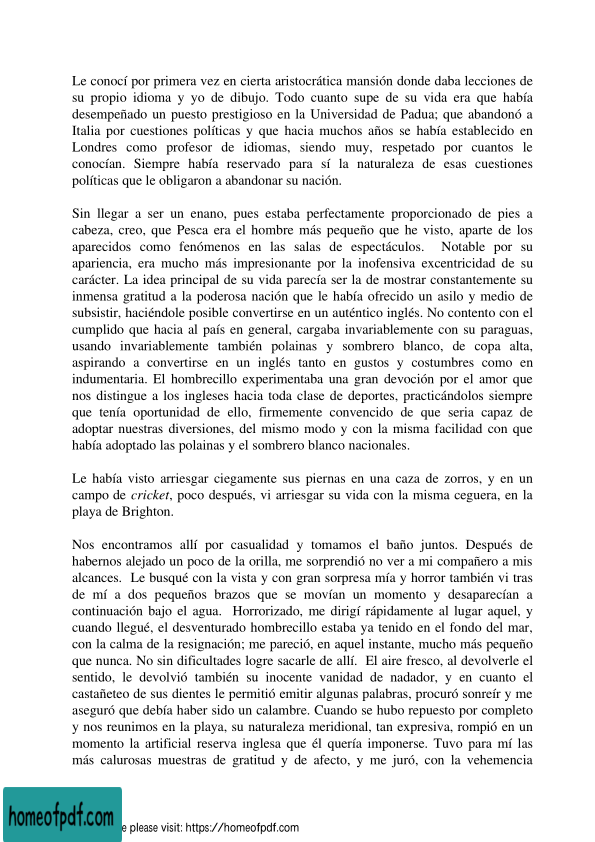 Le conocí por primera vez en cierta aristocrática mansión donde daba lecciones de
su propio idioma y yo de dibujo. Todo cuanto supe de su vida era que había
desempeñado un puesto prestigioso en la Universidad de Padua; que abandonó a
Italia por cuestiones políticas y que hacia muchos años se había establecido en
Londres como profesor de idiomas, siendo muy, respetado por cuantos le
conocían. Siempre había reservado para sí la naturaleza de esas cuestiones
políticas que le obligaron a abandonar su nación.
Sin llegar a ser un enano, pues estaba perfectamente proporcionado de pies a
cabeza, creo, que Pesca era el hombre más pequeño que he visto, aparte de los
aparecidos como fenómenos en las salas de espectáculos. Notable por su
apariencia, era mucho más impresionante por la inofensiva excentricidad de su
carácter. La idea principal de su vida parecía ser la de mostrar constantemente su
inmensa gratitud a la poderosa nación que le había ofrecido un asilo y medio de
subsistir, haciéndole posible convertirse en un auténtico inglés. No contento con el
cumplido que hacia al país en general, cargaba invariablemente con su paraguas,
usando invariablemente también polainas y sombrero blanco, de copa alta,
aspirando a convertirse en un inglés tanto en gustos y costumbres como en
indumentaria. El hombrecillo experimentaba una gran devoción por el amor que
nos distingue a los ingleses hacia toda clase de deportes, practicándolos siempre
que tenía oportunidad de ello, firmemente convencido de que seria capaz de
adoptar nuestras diversiones, del mismo modo y con la misma facilidad con que
había adoptado las polainas y el sombrero blanco nacionales.
Le había visto arriesgar ciegamente sus piernas en una caza de zorros, y en un
campo de cricket, poco después, vi arriesgar su vida con la misma ceguera, en la
playa de Brighton.
Nos encontramos allí por casualidad y tomamos el baño juntos. Después de
habernos alejado un poco de la orilla, me sorprendió no ver a mi compañero a mis
alcances. Le busqué con la vista y con gran sorpresa mía y horror también vi tras
de mí a dos pequeños brazos que se movían un momento y desaparecían a
continuación bajo el agua. Horrorizado, me dirigí rápidamente al lugar aquel, y
cuando llegué, el desventurado hombrecillo estaba ya tenido en el fondo del mar,
con la calma de la resignación; me pareció, en aquel instante, mucho más pequeño
que nunca. No sin dificultades logre sacarle de allí. El aire fresco, al devolverle el
sentido, le devolvió también su inocente vanidad de nadador, y en cuanto el
castañeteo de sus dientes le permitió emitir algunas palabras, procuró sonreír y me
aseguró que debía haber sido un calambre. Cuando se hubo repuesto por completo
y nos reunimos en la playa, su naturaleza meridional, tan expresiva, rompió en un
momento la artificial reserva inglesa que él quería imponerse. Tuvo para mí las
más calurosas muestras de gratitud y de afecto, y me juró, con la vehemencia
homeofpdf.com
e please visit: https://homeofpdf.com